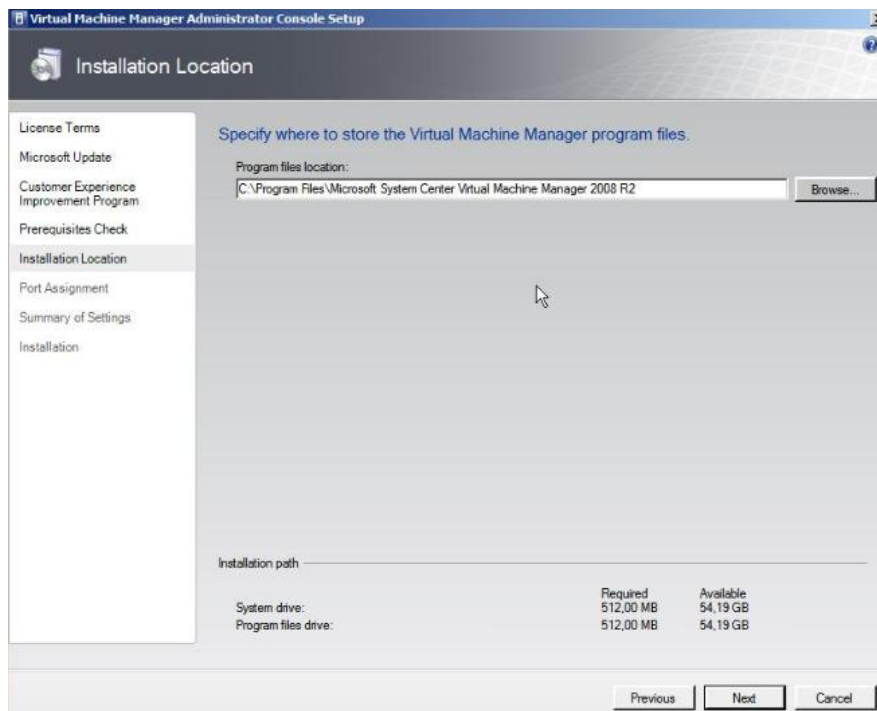 Virtual Machine Manager Administrator Console Setup
Installation Location
License Terms
Microsoft Update
Customer Experience
Improvement Program
Prerequisites Check
Installation Location
Port Assignment
Summary of Settings
Installation
Specify where to store the Virtual Machine Manager program files.
Program files location:
C:\Program Files\Microsoft System Center Virtual Machine Manager 2008 R2
Browse...
Installation path
Required Available
System drive: 512,00 MB 54,19 GB
Program files drive: 512,00 MB 54,19 GB
Previous Next Cancel